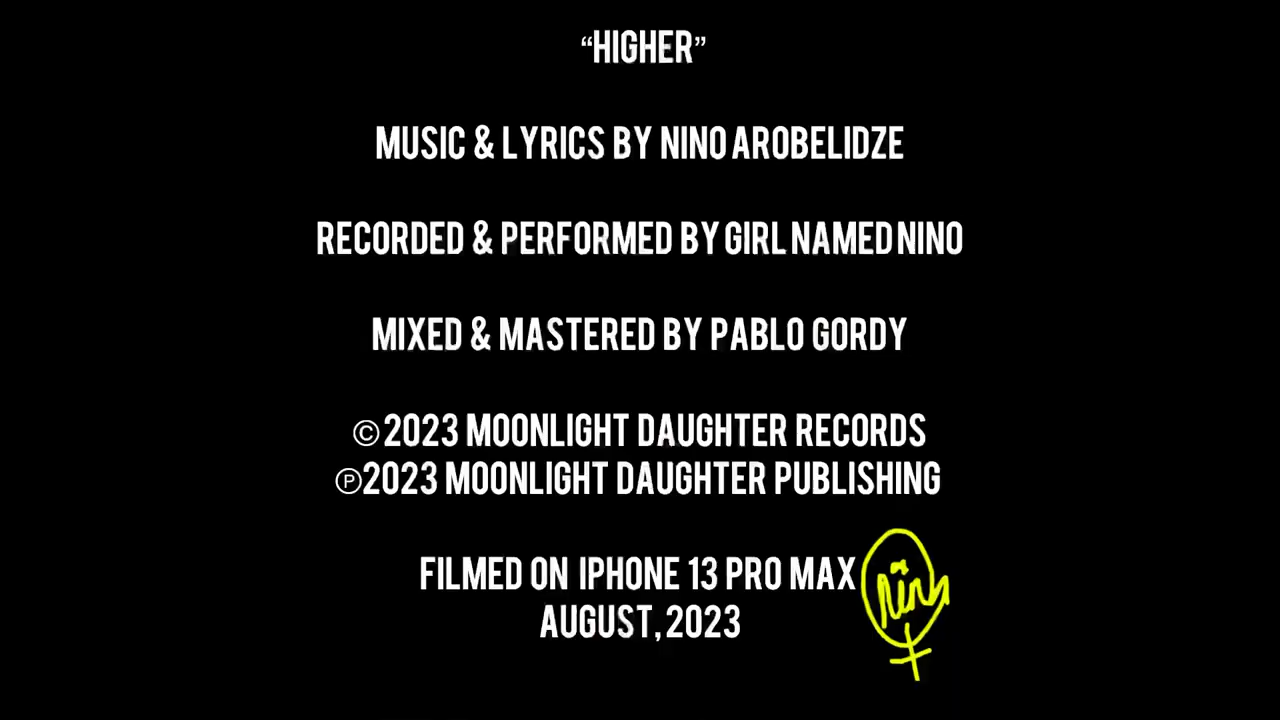 “HIGHER”
MUSIC & LYRICS BY NINO AROBELIDZE
RECORDED & PERFORMED BY GIRL NAMED NINO
MIXED & MASTERED BY PABLO GORDY
© 2023 MOONLIGHT DAUGHTER RECORDS
℗2023 MOONLIGHT DAUGHTER PUBLISHING
FILMED ON IPHONE 13 PRO MAX
AUGUST, 2023
nino